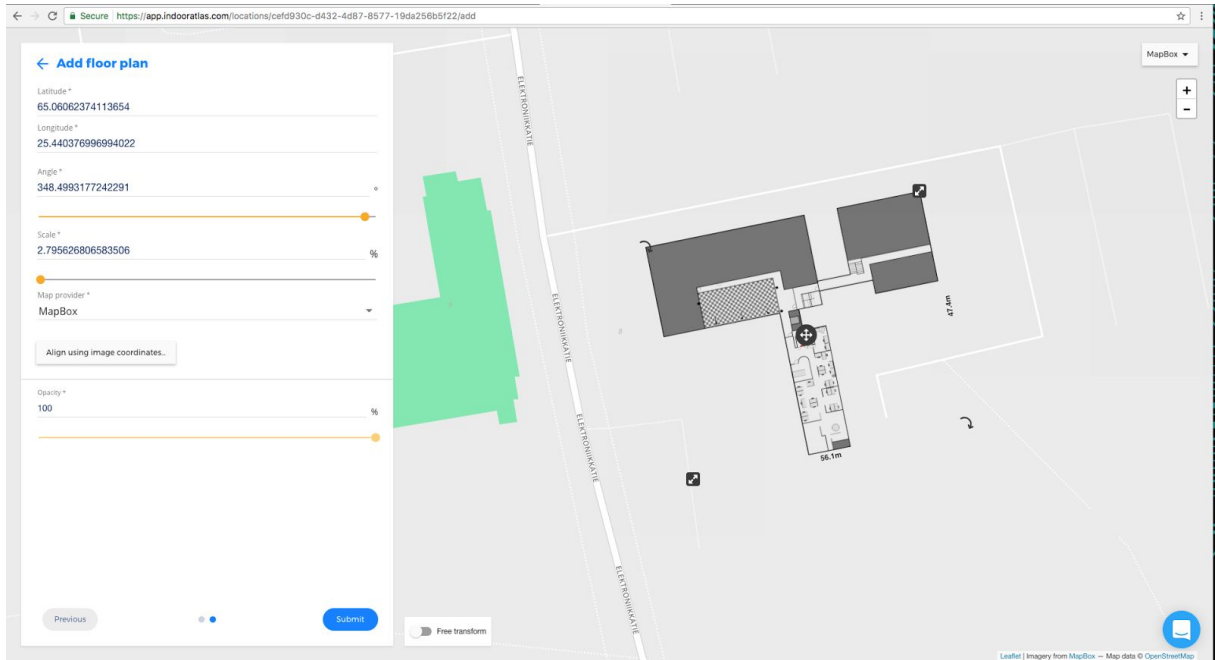 Secure https://app.indooratlas.com/locations/cefd930c-d432-4d87-8577-19da256b5f22/add
Add floor plan
Latitude *
65.06062374113654
Longitude *
25.440376996994022
Angle *
348.4993177242291 °
Scale *
2.795626806583506 %
Map provider *
MapBox
Align using image coordinates..
Opacity *
100 %
Previous
Submit
Free transform
MapBox
+
-
ELEKTRONIIKKATIE
ELEKTRONIIKKATIE
ELEKTRONIIKKATIE
ELEKTRONIIKKATIE
47.4m
56.1m
Leaflet | Imagery from MapBox — Map data © OpenStreetMap